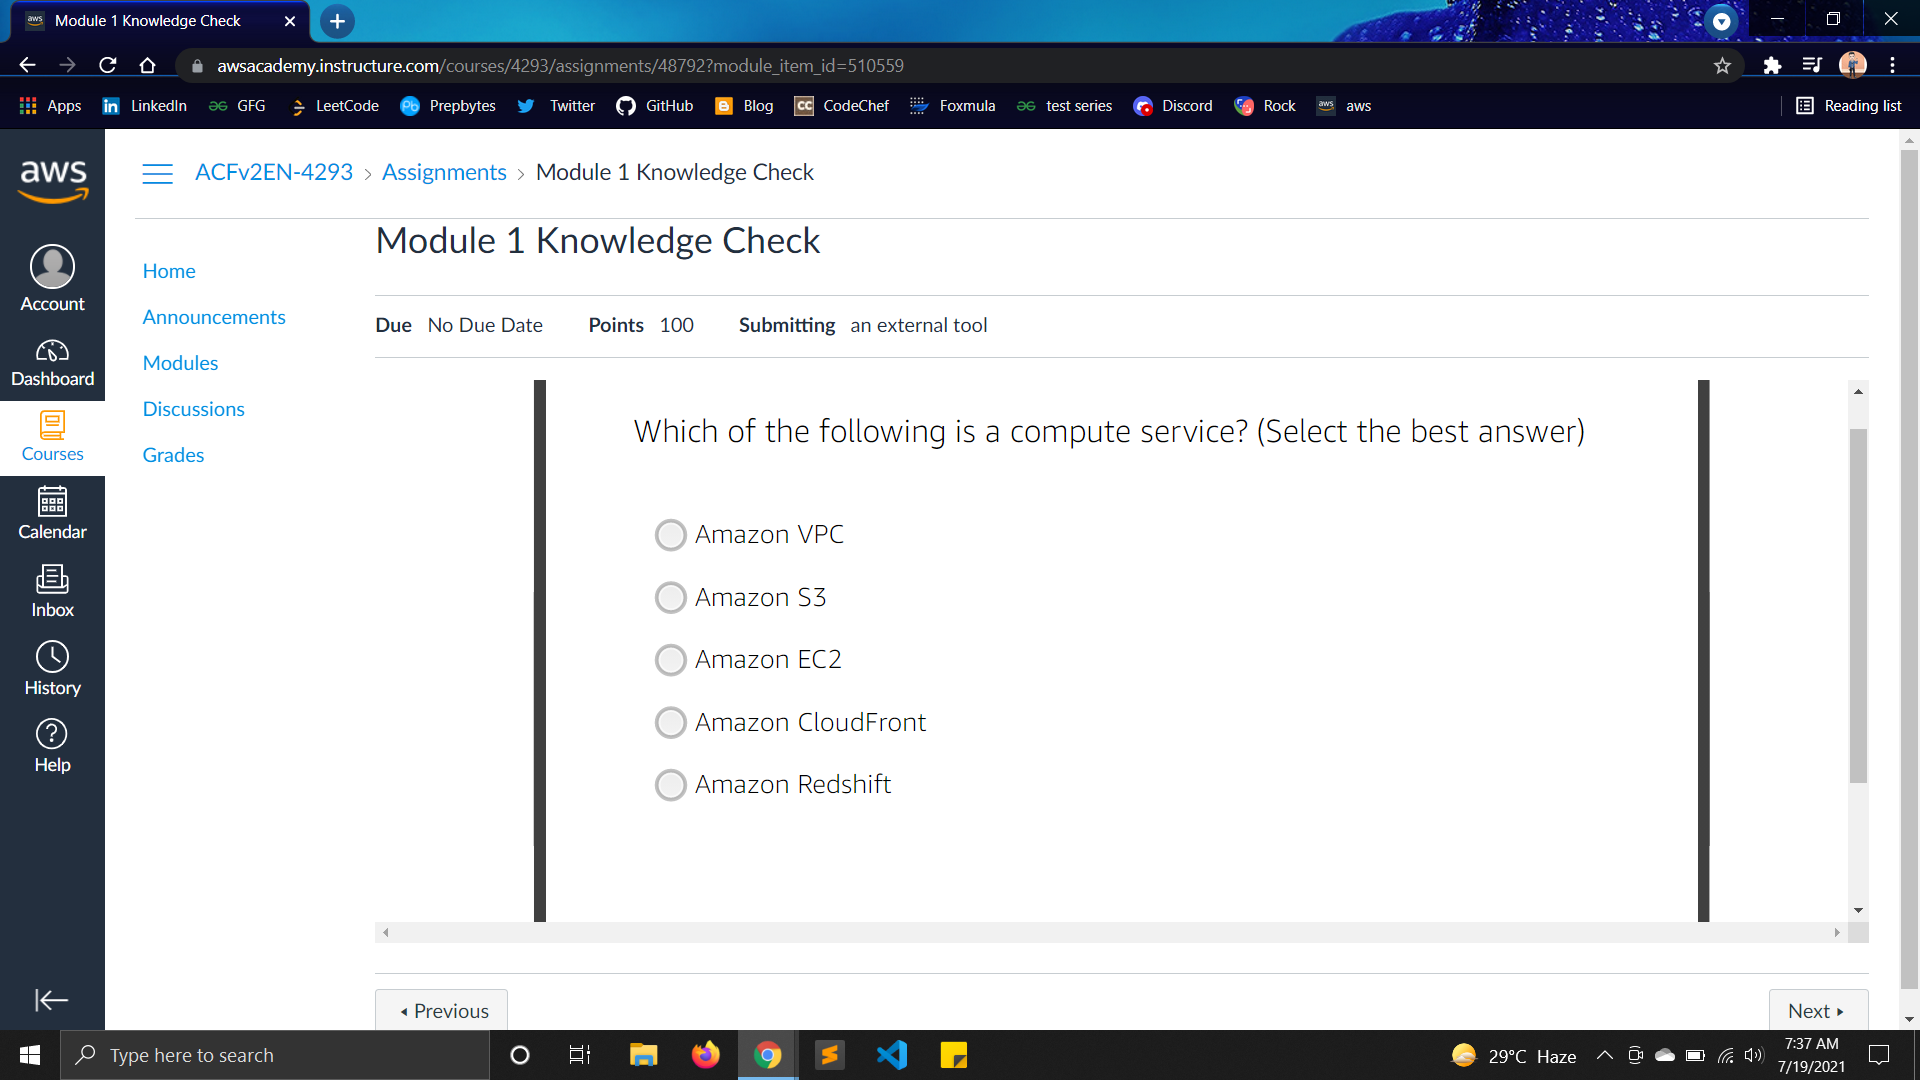 aws Module 1 Knowledge Check
awsacademy.instructure.com/courses/4293/assignments/48792?module_item_id=510559
Apps LinkedIn GFG LeetCode Prepbytes Twitter GitHub Blog CodeChef Foxmula test series Discord Rock aws aws Reading list
aws
Account
Dashboard
Courses
Calendar
Inbox
History
Help
ACFv2EN-4293 › Assignments › Module 1 Knowledge Check
Home
Announcements
Modules
Discussions
Grades
Module 1 Knowledge Check
Due No Due Date Points 100 Submitting an external tool
Which of the following is a compute service? (Select the best answer)
Amazon VPC
Amazon S3
Amazon EC2
Amazon CloudFront
Amazon Redshift
Previous
Next
Type here to search
29°C Haze
7:37 AM
7/19/2021